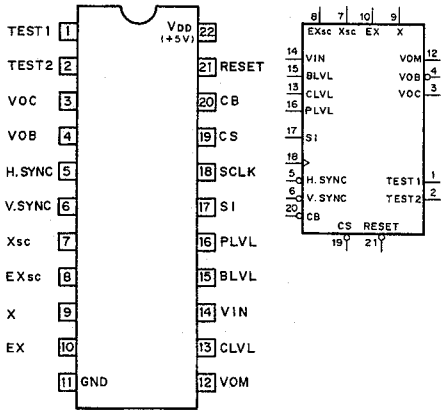 TEST1 1
TEST2 2
VOC 3
VOB 4
H.SYNC 5
V.SYNC 6
Xsc 7
EXsc 8
X 9
EX 10
11 GND
VDD (+5V) 22
21 RESET
20 CB
19 CS
18 SCLK
17 SI
16 PLVL
15 BLVL
14 VIN
13 CLVL
12 VOM
8 7 10 9
EXsc Xsc EX X
14 VIN VOM 12
15 BLVL VOB 4
13 CLVL VOC 3
16 PLVL
17 SI
18
5 H.SYNC TEST1 1
6 V.SYNC TEST2 2
20 CB
CS RESET
19 21